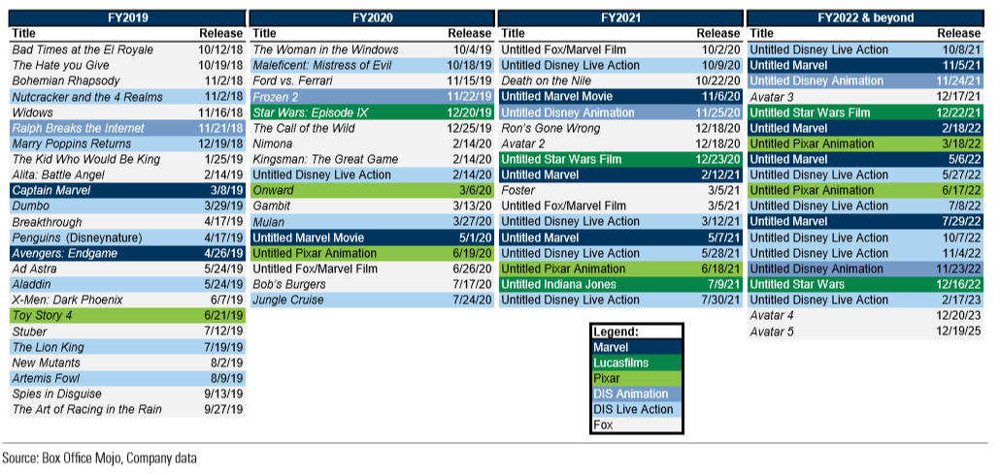 FY2019
Title Release
Bad Times at the El Royale 10/12/18
The Hate you Give 10/19/18
Bohemian Rhapsody 11/2/18
Nutcracker and the 4 Realms 11/2/18
Widows 11/16/18
Ralph Breaks the Internet 11/21/18
Marry Poppins Returns 12/19/18
The Kid Who Would Be King 1/25/19
Alita: Battle Angel 2/14/19
Captain Marvel 3/8/19
Dumbo 3/29/19
Breakthrough 4/17/19
Penguins (Disneynature) 4/17/19
Avengers: Endgame 4/26/19
Ad Astra 5/24/19
Aladdin 5/24/19
X-Men: Dark Phoenix 6/7/19
Toy Story 4 6/21/19
Stuber 7/12/19
The Lion King 7/19/19
New Mutants 8/2/19
Artemis Fowl 8/9/19
Spies in Disguise 9/13/19
The Art of Racing in the Rain 9/27/19
FY2020
Title Release
The Woman in the Windows 10/4/19
Maleficent: Mistress of Evil 10/18/19
Ford vs. Ferrari 11/15/19
Frozen 2 11/22/19
Star Wars: Episode IX 12/20/19
The Call of the Wild 12/25/19
Nimona 2/14/20
Kingsman: The Great Game 2/14/20
Untitled Disney Live Action 2/14/20
Onward 3/6/20
Gambit 3/13/20
Mulan 3/27/20
Untitled Marvel Movie 5/1/20
Untitled Pixar Animation 6/19/20
Untitled Fox/Marvel Film 6/26/20
Bob's Burgers 7/17/20
Jungle Cruise 7/24/20
FY2021
Title Release
Untitled Fox/Marvel Film 10/2/20
Untitled Disney Live Action 10/9/20
Death on the Nile 10/22/20
Untitled Marvel Movie 11/6/20
Untitled Disney Animation 11/25/20
Ron's Gone Wrong 12/18/20
Avatar 2 12/18/20
Untitled Star Wars Film 12/23/20
Untitled Marvel 2/12/21
Foster 3/5/21
Untitled Fox/Marvel Film 3/5/21
Untitled Disney Live Action 3/12/21
Untitled Marvel 5/7/21
Untitled Disney Live Action 5/28/21
Untitled Pixar Animation 6/18/21
Untitled Indiana Jones 7/9/21
Untitled Disney Live Action 7/30/21
FY2022 & beyond
Title Release
Untitled Disney Live Action 10/8/21
Untitled Marvel 11/5/21
Untitled Disney Animation 11/24/21
Avatar 3 12/17/21
Untitled Star Wars Film 12/22/21
Untitled Marvel 2/18/22
Untitled Pixar Animation 3/18/22
Untitled Marvel 5/6/22
Untitled Disney Live Action 5/27/22
Untitled Pixar Animation 6/17/22
Untitled Disney Live Action 7/8/22
Untitled Marvel 7/29/22
Untitled Disney Live Action 10/7/22
Untitled Disney Live Action 11/4/22
Untitled Disney Animation 11/23/22
Untitled Star Wars 12/16/22
Untitled Disney Live Action 2/17/23
Avatar 4 12/20/23
Avatar 5 12/19/25
Legend:
Marvel
Lucasfilms
Pixar
DIS Animation
DIS Live Action
Fox
Source: Box Office Mojo, Company data